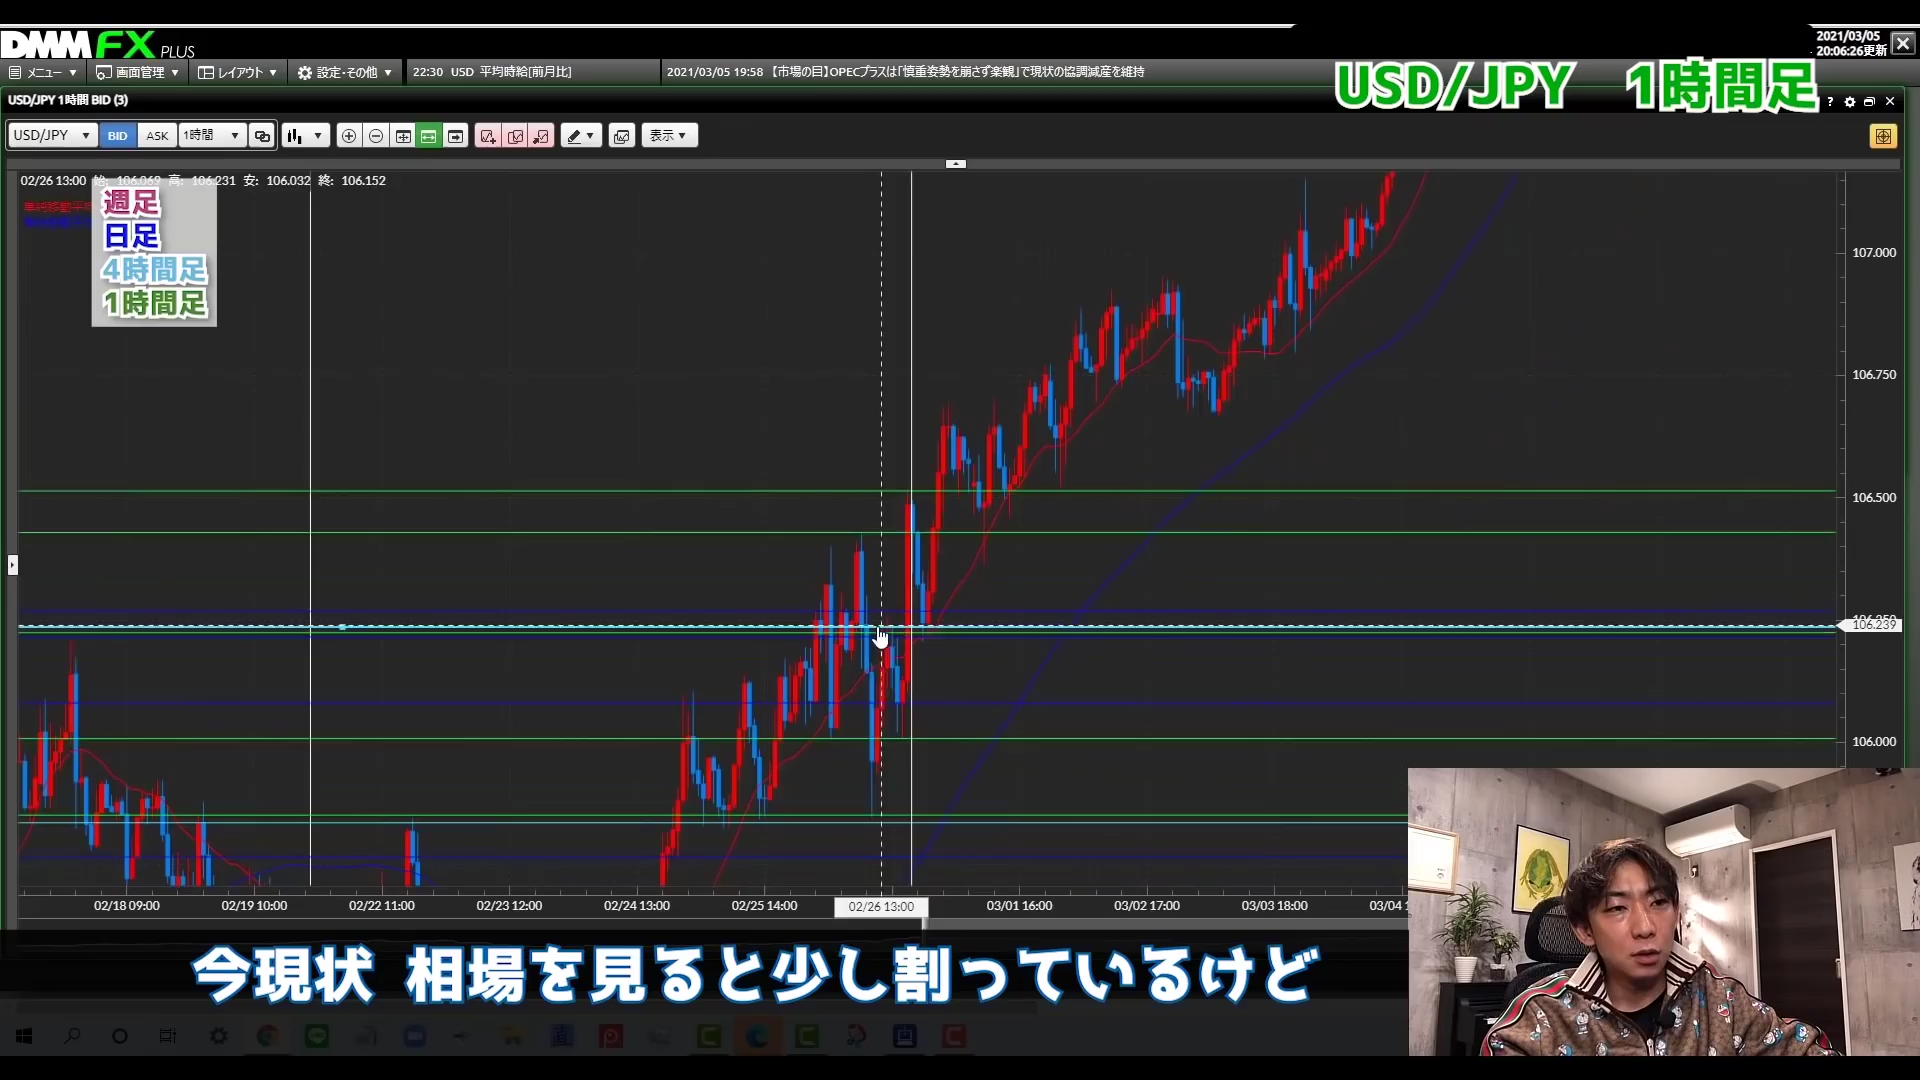 DMM FX PLUS
2021/03/05
20:06:26更新
メニュー ▼ 画面管理 ▼ レイアウト ▼ 設定・その他 ▼ 22:30 USD 平均時給[前月比] 2021/03/05 19:58 【市場の目】OPECプラスは「慎重姿勢を崩さず楽観」で現状の協調減産を維持
USD/JPY 1時間足
USD/JPY 1時間 BID (3)
USD/JPY ▼ BID ASK 1時間 ▼ 表示 ▼
02/26 13:00 始: 106.069 高: 106.231 安: 106.032 終: 106.152
週足
日足
4時間足
1時間足
107.000
106.750
106.500
106.239
106.000
02/18 09:00 02/19 10:00 02/22 11:00 02/23 12:00 02/24 13:00 02/25 14:00 02/26 13:00 03/01 16:00 03/02 17:00 03/03 18:00 03/04
今現状 相場を見ると少し割っているけど